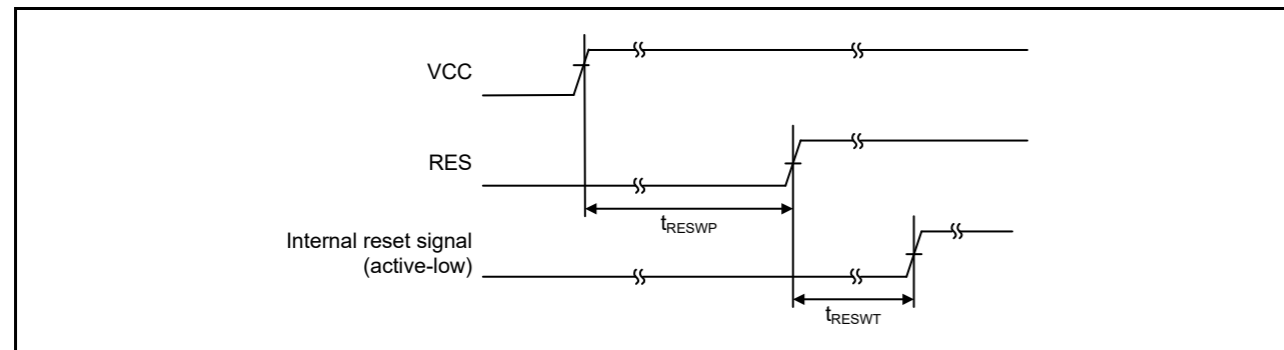 VCC
RES
tRESWP
Internal reset signal
(active-low)
tRESWT